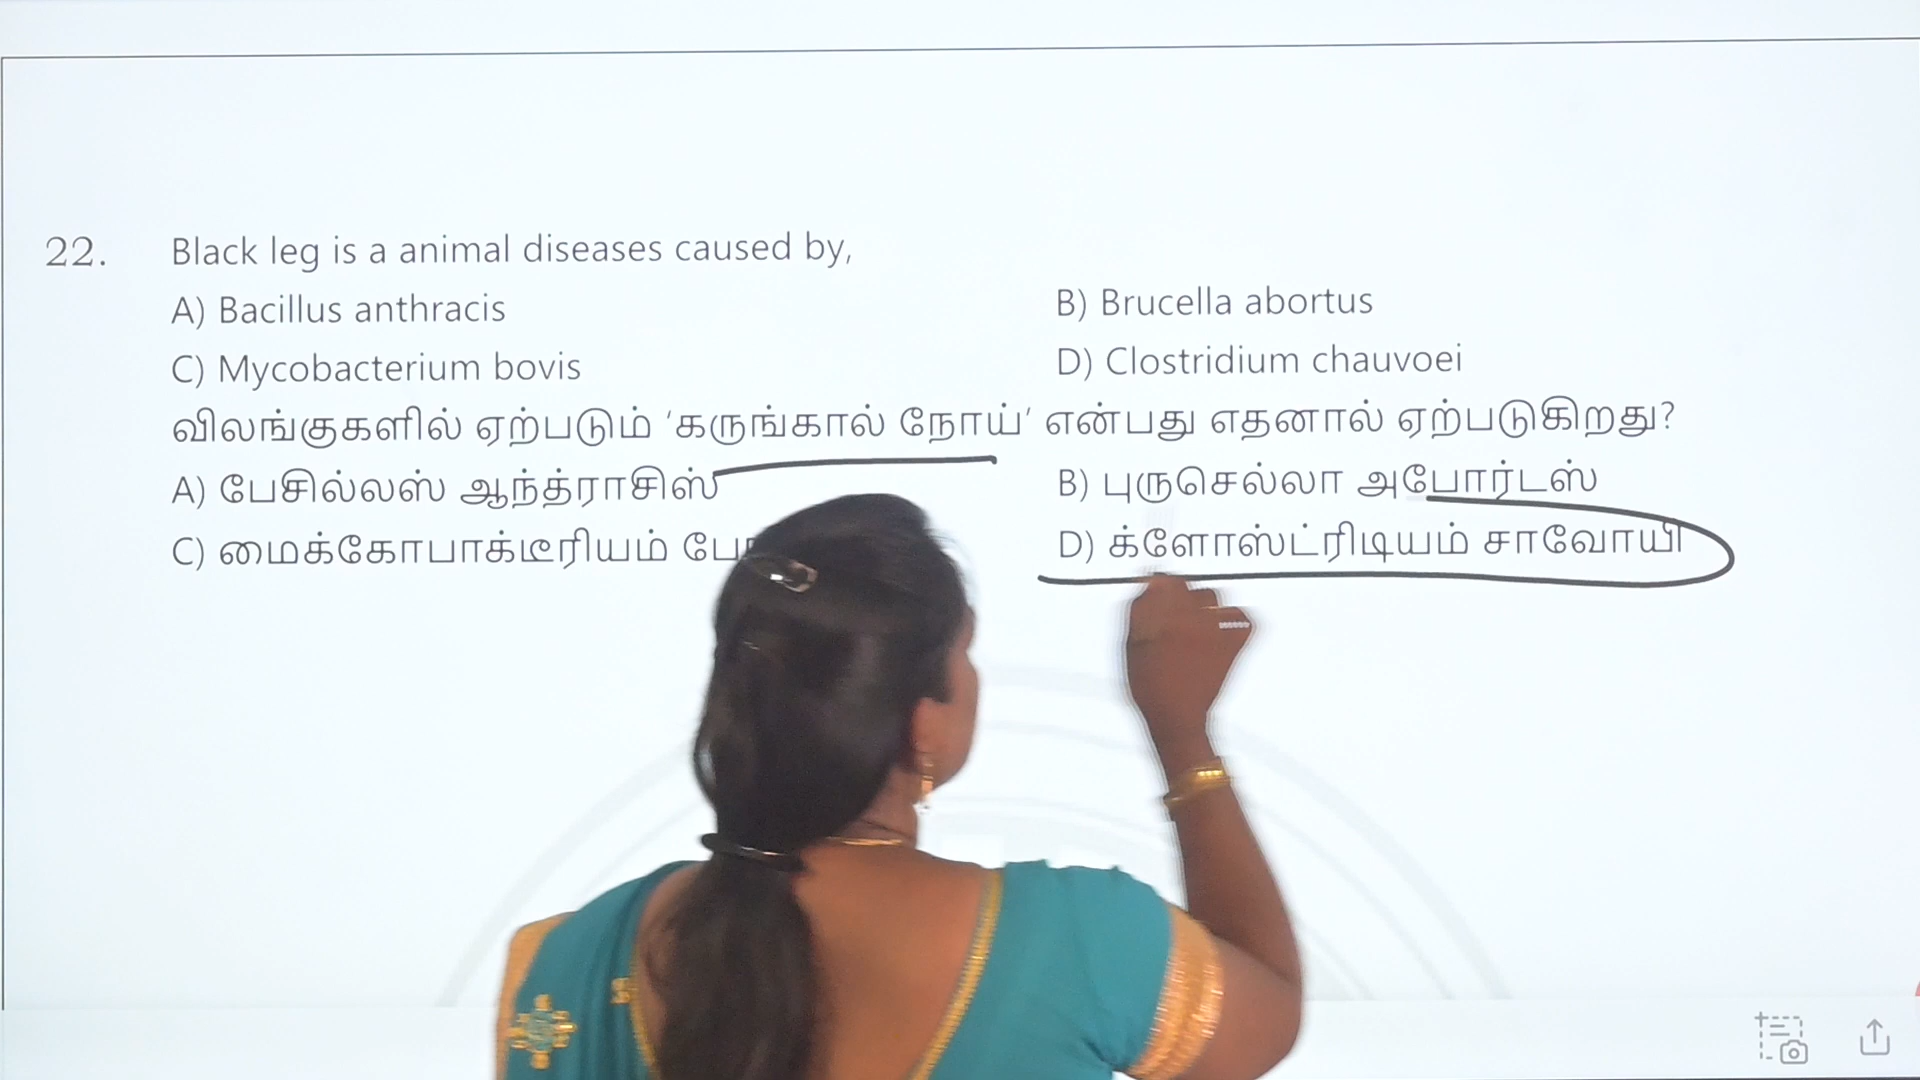 22. Black leg is a animal diseases caused by,
A) Bacillus anthracis B) Brucella abortus
C) Mycobacterium bovis D) Clostridium chauvoei
விலங்குகளில் ஏற்படும் ‘கருங்கால் நோய்’ என்பது எதனால் ஏற்படுகிறது?
A) பேசில்லஸ் ஆந்த்ராசிஸ் B) புருசெல்லா அபோர்டஸ்
C) மைக்கோபாக்டீரியம் D) க்ளோஸ்ட்ரிடியம் சாவோயி